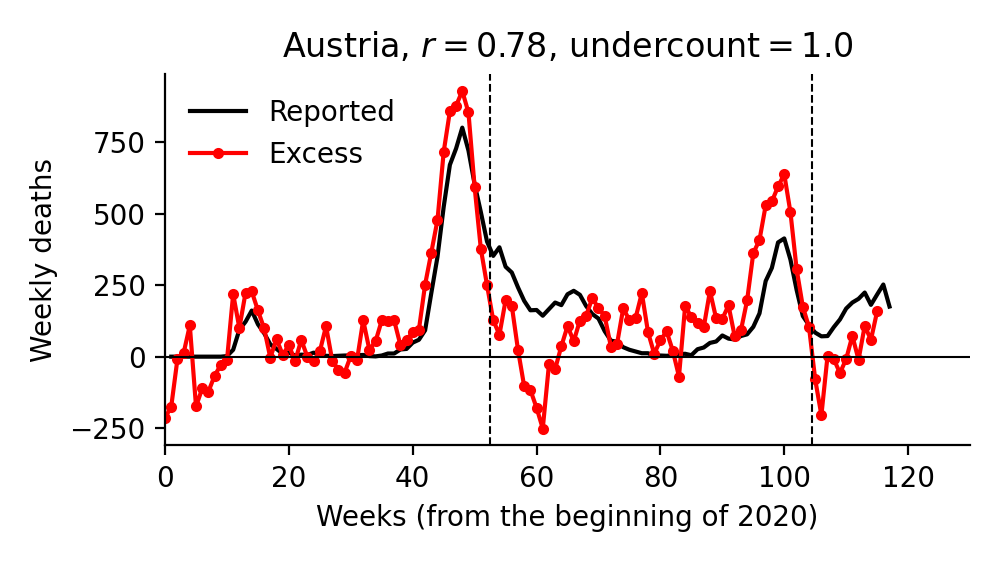 Austria, r = 0.78, undercount = 1.0
Reported
Excess
Weekly deaths
750
500
250
0
−250
0 20 40 60 80 100 120
Weeks (from the beginning of 2020)